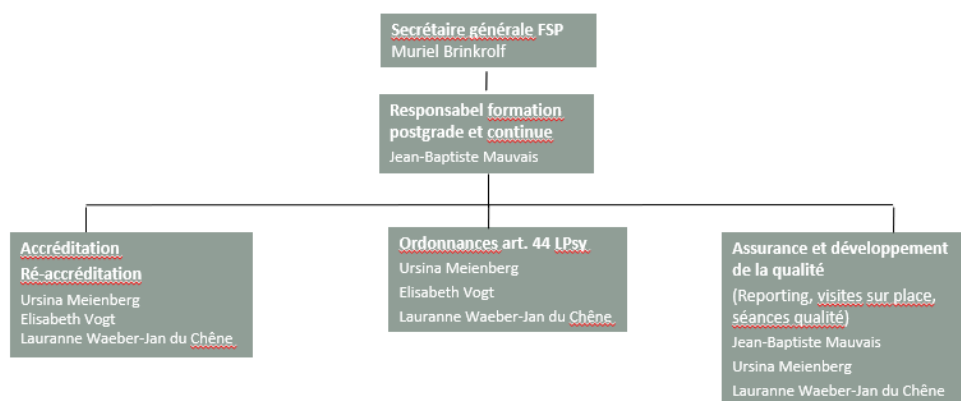 Secrétaire générale FSP
Muriel Brinkrolf
Responsabel formation
postgrade et continue
Jean-Baptiste Mauvais
Accréditation
Ré-accréditation
Ursina Meienberg
Elisabeth Vogt
Lauranne Waeber-Jan du Chêne
Ordonnances art. 44 LPsy
Ursina Meienberg
Elisabeth Vogt
Lauranne Waeber-Jan du Chêne
Assurance et développement
de la qualité
(Reporting, visites sur place,
séances qualité)
Jean-Baptiste Mauvais
Ursina Meienberg
Lauranne Waeber-Jan du Chêne